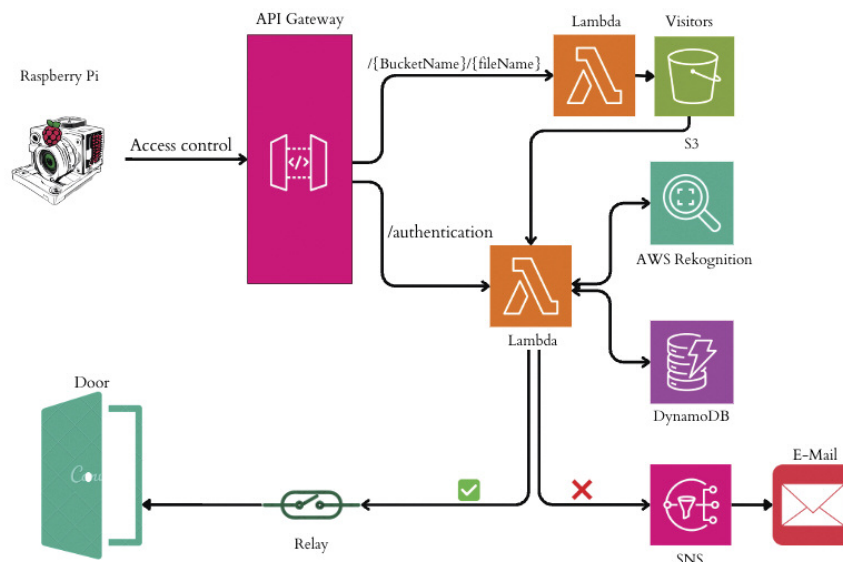 API Gateway
Lambda
Visitors
/{BucketName}/{fileName}
Raspberry Pi
Access control
</>
S3
/authentication
AWS Rekognition
Lambda
DynamoDB
Door
E-Mail
Relay
SNS